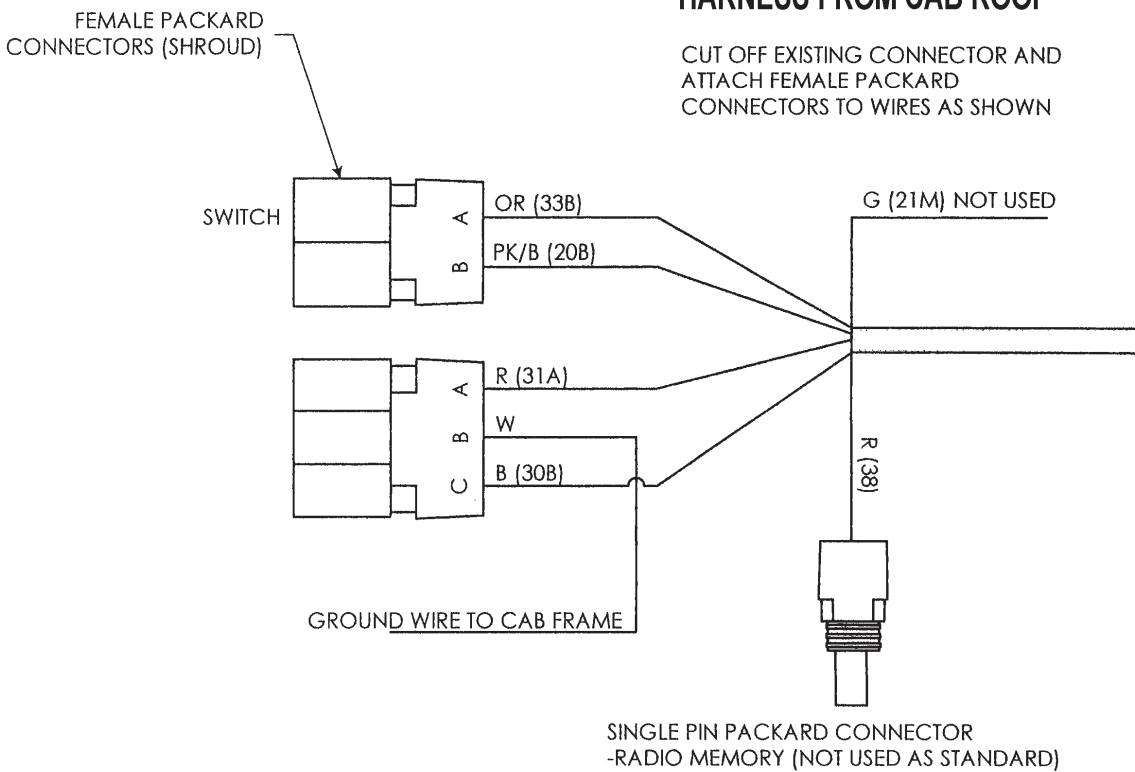 HARNESS FROM CAB ROOF
FEMALE PACKARD
CONNECTORS (SHROUD)
CUT OFF EXISTING CONNECTOR AND
ATTACH FEMALE PACKARD
CONNECTORS TO WIRES AS SHOWN
SWITCH
A
OR (33B)
B
PK/B (20B)
G (21M) NOT USED
A
R (31A)
B
W
C
B (30B)
R (38)
GROUND WIRE TO CAB FRAME
SINGLE PIN PACKARD CONNECTOR
-RADIO MEMORY (NOT USED AS STANDARD)